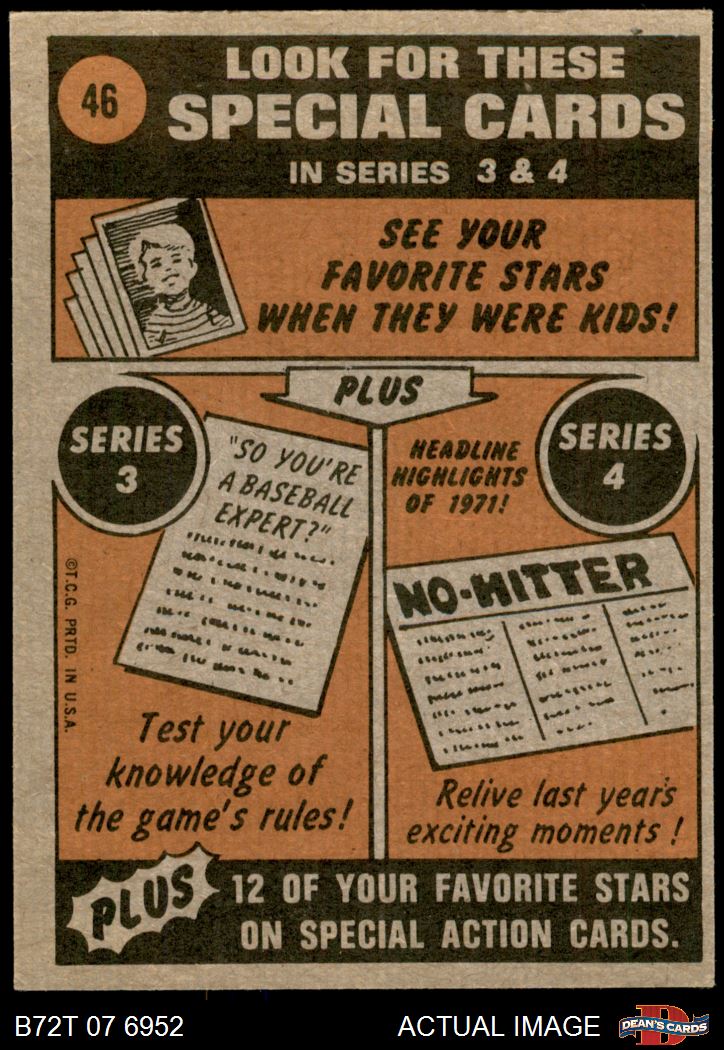 46
LOOK FOR THESE
SPECIAL CARDS
IN SERIES 3 & 4
SEE YOUR
FAVORITE STARS
WHEN THEY WERE KIDS!
PLUS
SERIES
3
"SO YOU'RE
A BASEBALL
EXPERT?"
Test your
knowledge of
the game's rules!
HEADLINE
HIGHLIGHTS
OF 1971!
SERIES
4
NO-HITTER
Relive last year's
exciting moments!
©T.C.G. PRTD. IN U.S.A.
PLUS
12 OF YOUR FAVORITE STARS
ON SPECIAL ACTION CARDS.
B72T 07 6952
ACTUAL IMAGE
D
DEAN'S CARDS